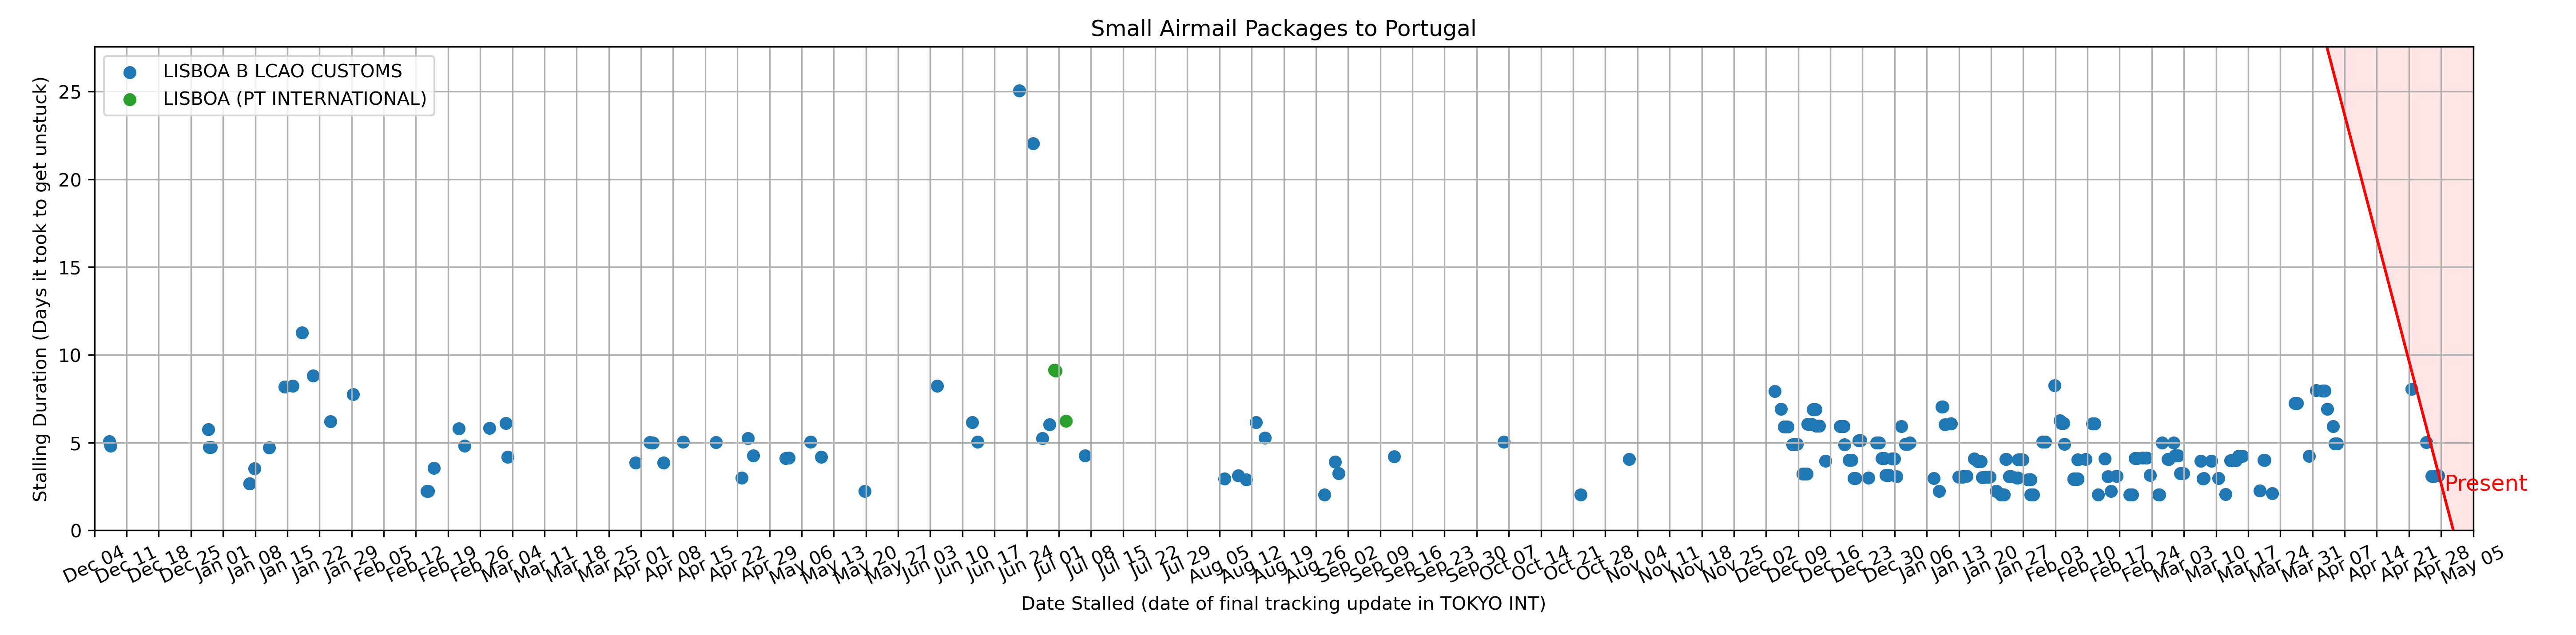 Small Airmail Packages to Portugal
LISBOA B LCAO CUSTOMS
LISBOA (PT INTERNATIONAL)
Stalling Duration (Days it took to get unstuck)
25
20
15
10
5
0
Present
Dec 04
Dec 11
Dec 18
Dec 25
Jan 01
Jan 08
Jan 15
Jan 22
Jan 29
Feb 05
Feb 12
Feb 19
Feb 26
Mar 04
Mar 11
Mar 18
Mar 25
Apr 01
Apr 08
Apr 15
Apr 22
Apr 29
May 06
May 13
May 20
May 27
Jun 03
Jun 10
Jun 17
Jun 24
Jul 01
Jul 08
Jul 15
Jul 22
Jul 29
Aug 05
Aug 12
Aug 19
Aug 26
Sep 02
Sep 09
Sep 16
Sep 23
Sep 30
Oct 07
Oct 14
Oct 21
Oct 28
Nov 04
Nov 11
Nov 18
Nov 25
Dec 02
Dec 09
Dec 16
Dec 23
Dec 30
Jan 06
Jan 13
Jan 20
Jan 27
Feb 03
Feb 10
Feb 17
Feb 24
Mar 03
Mar 10
Mar 17
Mar 24
Mar 31
Apr 07
Apr 14
Apr 21
Apr 28
May 05
Date Stalled (date of final tracking update in TOKYO INT)